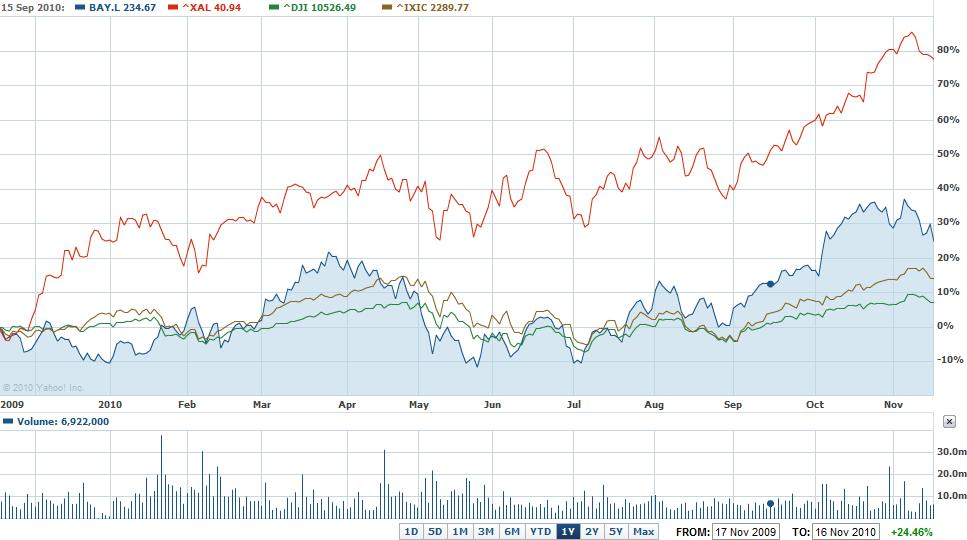 15 Sep 2010: BAY.L 234.67 ^XAL 40.94 ^DJI 10526.49 ^IXIC 2289.77
80%
70%
60%
50%
40%
30%
20%
10%
0%
-10%
© 2010 Yahoo! Inc.
2009 2010 Feb Mar Apr May Jun Jul Aug Sep Oct Nov
Volume: 6,922,000
30.0m
20.0m
10.0m
1D 5D 1M 3M 6M YTD 1Y 2Y 5Y Max FROM: 17 Nov 2009 TO: 16 Nov 2010 +24.46%